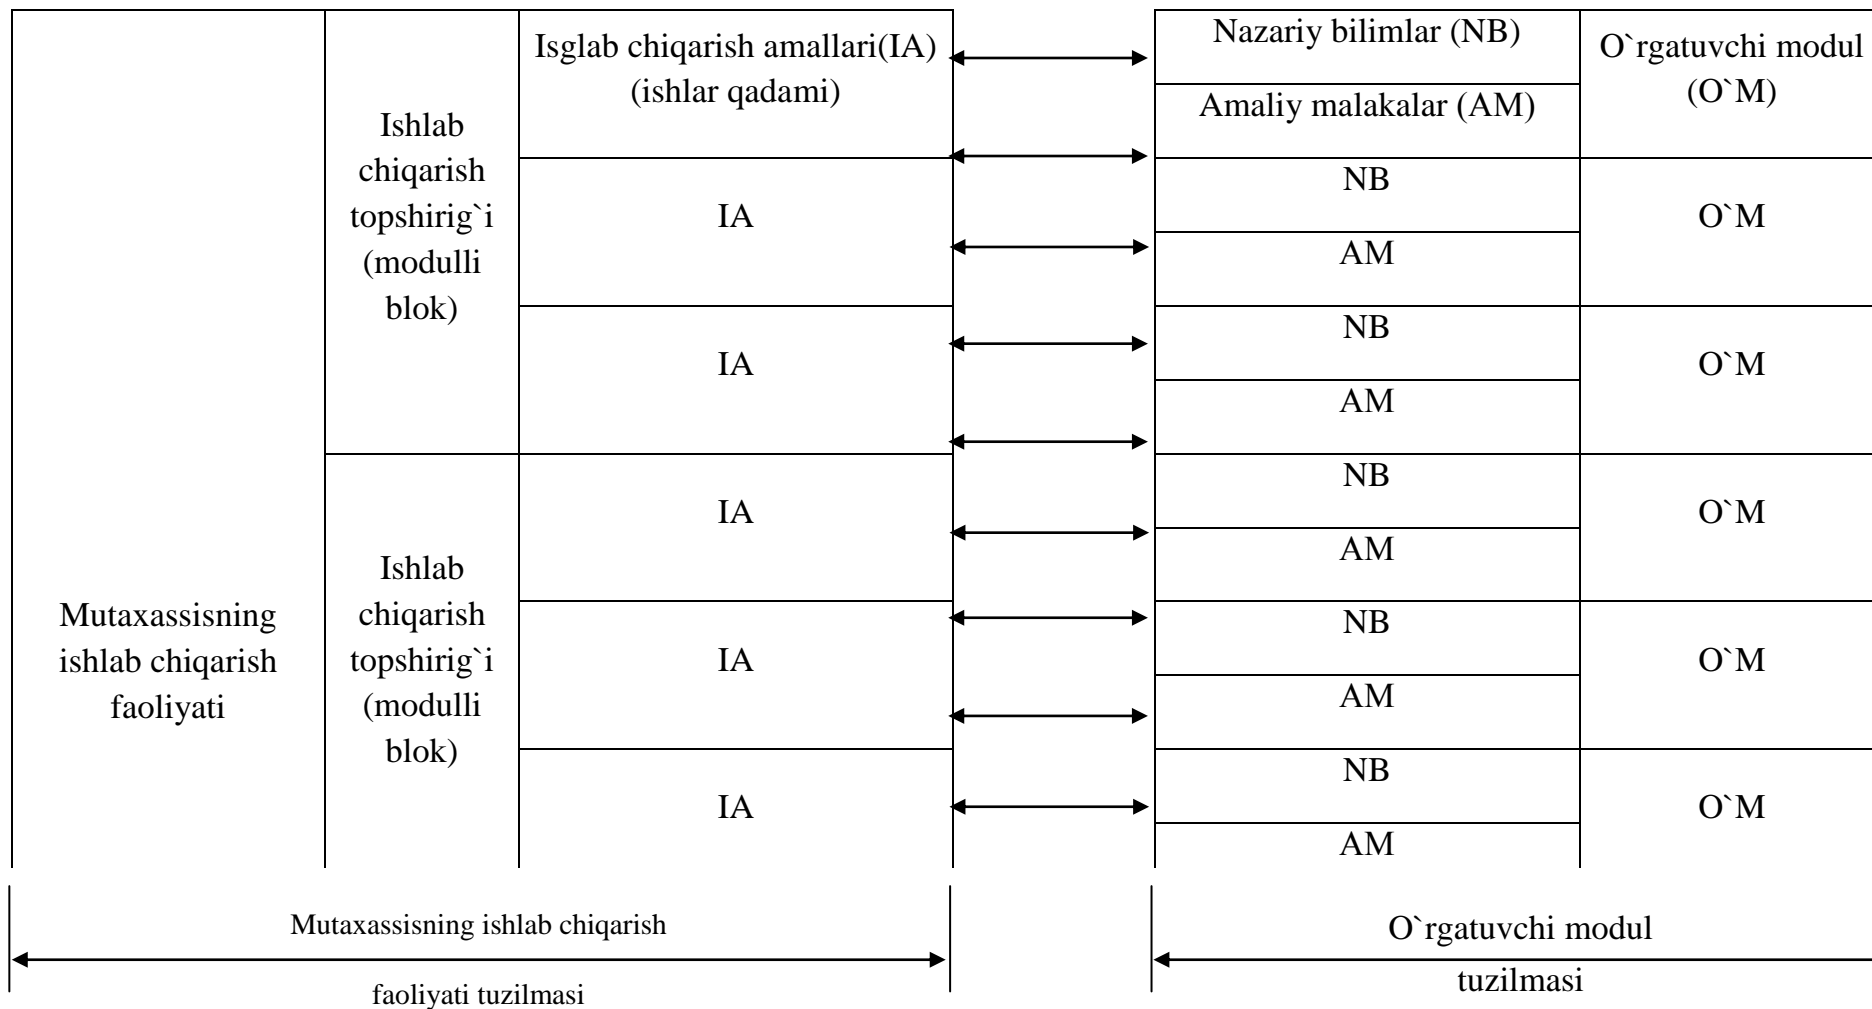 Isglab chiqarish amallari(IA)
(ishlar qadami)
Nazariy bilimlar (NB)
O`rgatuvchi modul
(O`M)
Amaliy malakalar (AM)
Ishlab
chiqarish
topshirig`i
(modulli
blok)
IA
NB
AM
O`M
IA
NB
AM
O`M
Mutaxassisning
ishlab chiqarish
faoliyati
Ishlab
chiqarish
topshirig`i
(modulli
blok)
IA
NB
AM
O`M
IA
NB
AM
O`M
IA
NB
AM
O`M
Mutaxassisning ishlab chiqarish
faoliyati tuzilmasi
O`rgatuvchi modul
tuzilmasi